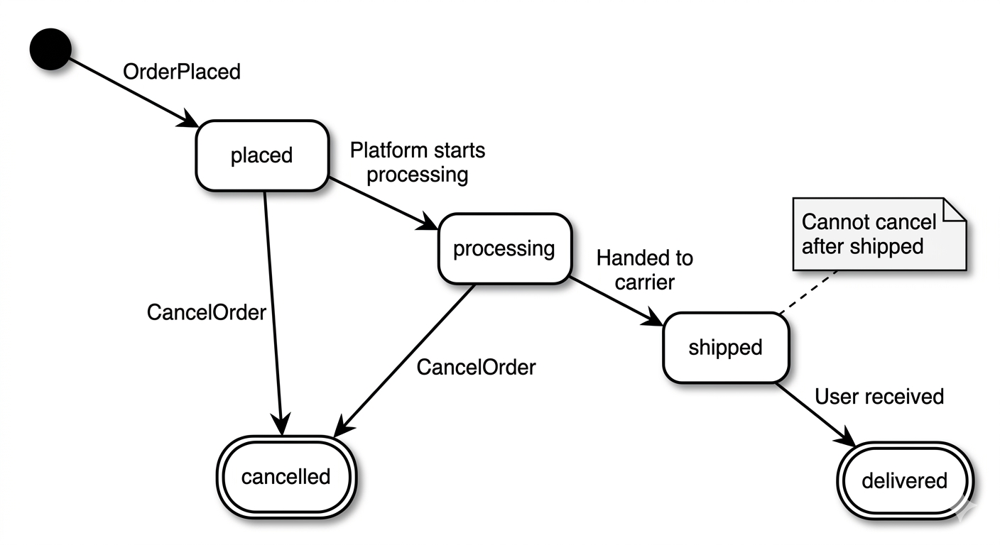 OrderPlaced
placed
Platform starts
processing
processing
Cannot cancel
after shipped
Handed to
carrier
CancelOrder
shipped
CancelOrder
User received
cancelled
delivered